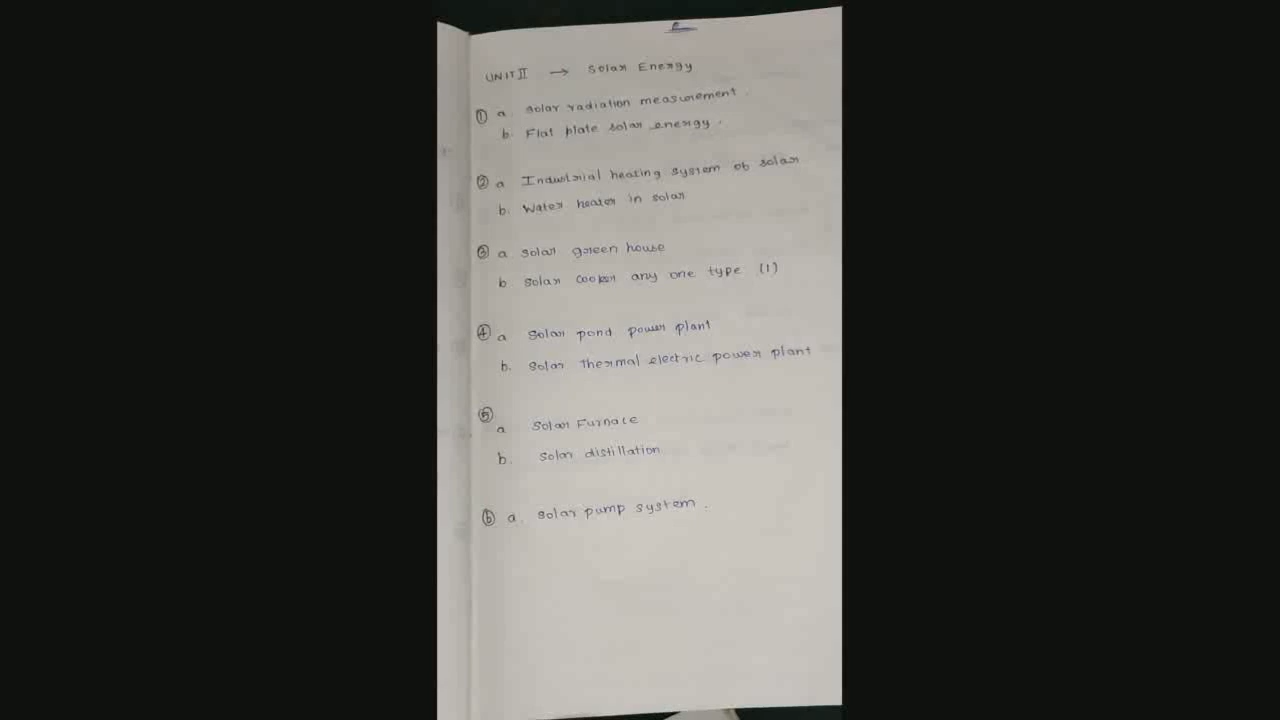 UNIT II → Solar Energy
① a. Solar radiation measurement.
b. Flat plate solar energy.
② a Industrial heating system of solar
b. Water heater in solar
③ a solar green house
b solar cooker any one type (1)
④ a solar pond power plant
b. solar thermal electric power plant
⑤
a solar Furnace
b. solar distillation
⑥ a. solar pump system.